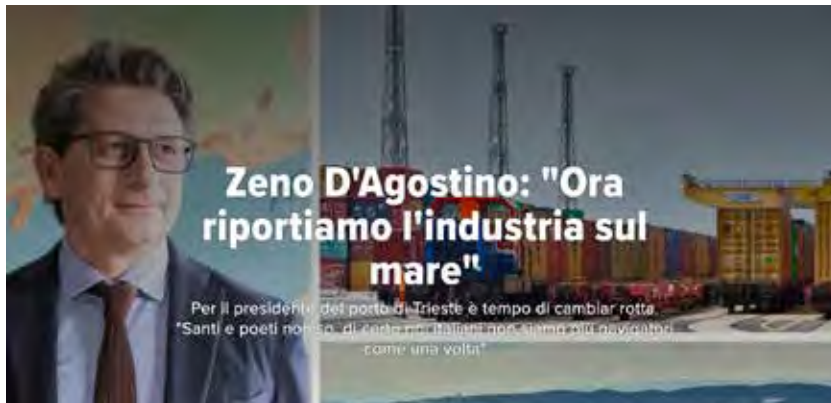 Zeno D'Agostino: "Ora
riportiamo l'industria sul
mare"
Per il presidente del porto di Trieste è tempo di cambiar rotta.
"Santi e poeti non so, di certo noi italiani non siamo più navigatori
come una volta"